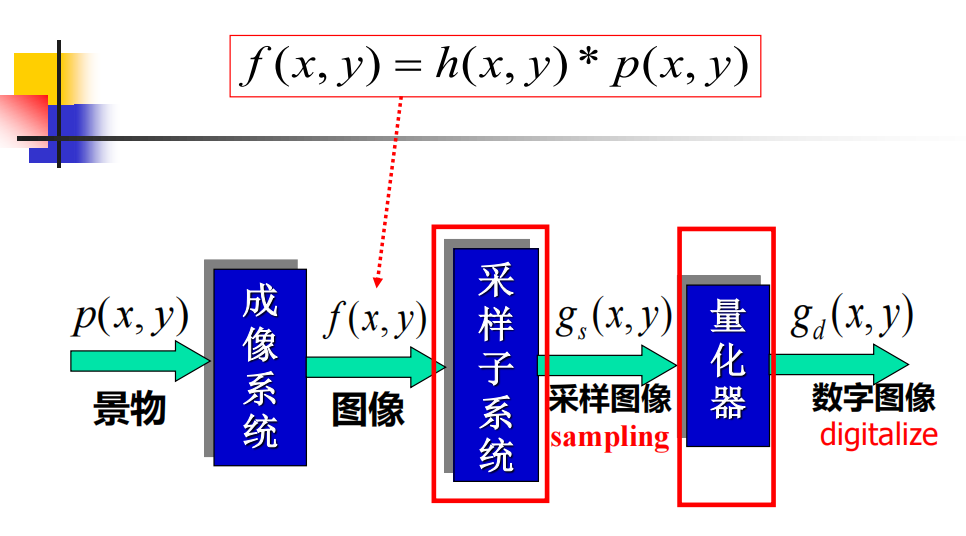 f(x, y) = h(x, y) * p(x, y)
p(x, y)
景物
成像系统
f(x, y)
图像
采样子系统
g_s(x, y)
采样图像
sampling
量化器
g_d(x, y)
数字图像
digitalize